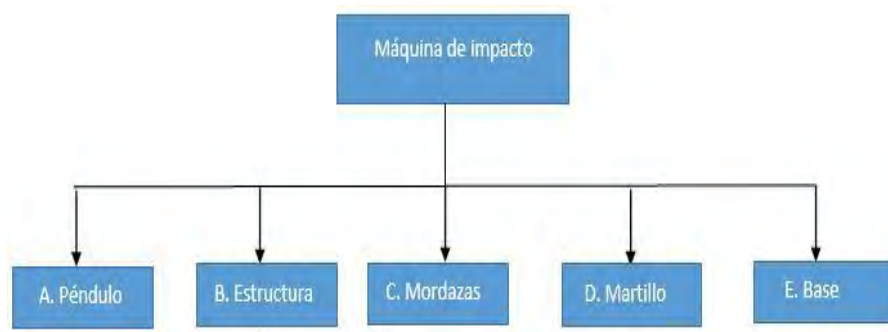 Máquina de impacto
A. Péndulo
B. Estructura
C. Mordazas
D. Martillo
E. Base